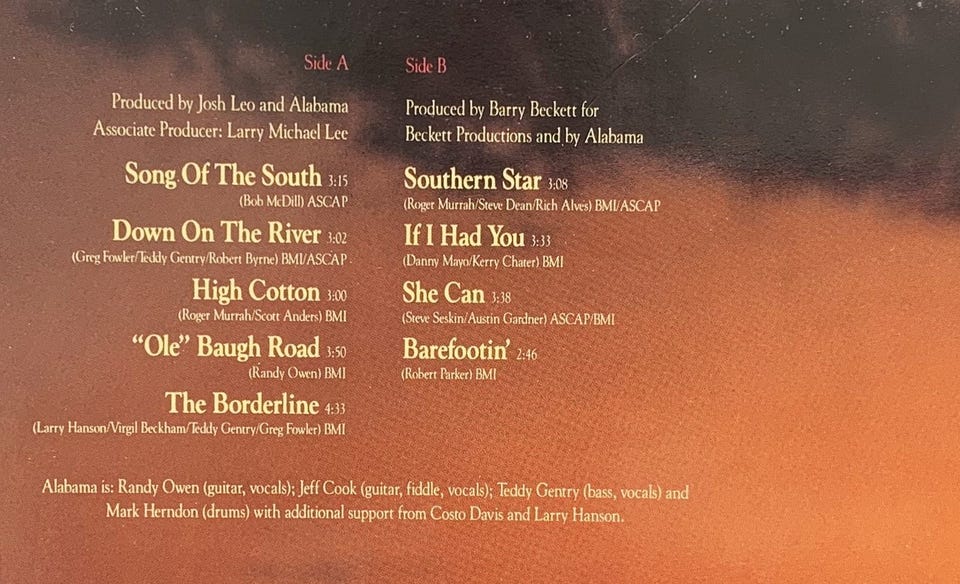 Side A
Produced by Josh Leo and Alabama
Associate Producer: Larry Michael Lee
Song Of The South 3:15
(Bob McDill) ASCAP
Down On The River 3:02
(Greg Fowler/Teddy Gentry/Robert Byrne) BMI/ASCAP
High Cotton 3:00
(Roger Murrah/Scott Anders) BMI
"Ole" Baugh Road 3:50
(Randy Owen) BMI
The Borderline 4:33
(Larry Hanson/Virgil Beckham/Teddy Gentry/Greg Fowler) BMI
Side B
Produced by Barry Beckett for
Beckett Productions and by Alabama
Southern Star 3:08
(Roger Murrah/Steve Dean/Rich Alves) BMI/ASCAP
If I Had You 3:33
(Danny Mayo/Kerry Chater) BMI
She Can 3:38
(Steve Seskin/Austin Gardner) ASCAP/BMI
Barefootin' 2:46
(Robert Parker) BMI
Alabama is: Randy Owen (guitar, vocals); Jeff Cook (guitar, fiddle, vocals); Teddy Gentry (bass, vocals) and
Mark Herndon (drums) with additional support from Costo Davis and Larry Hanson.